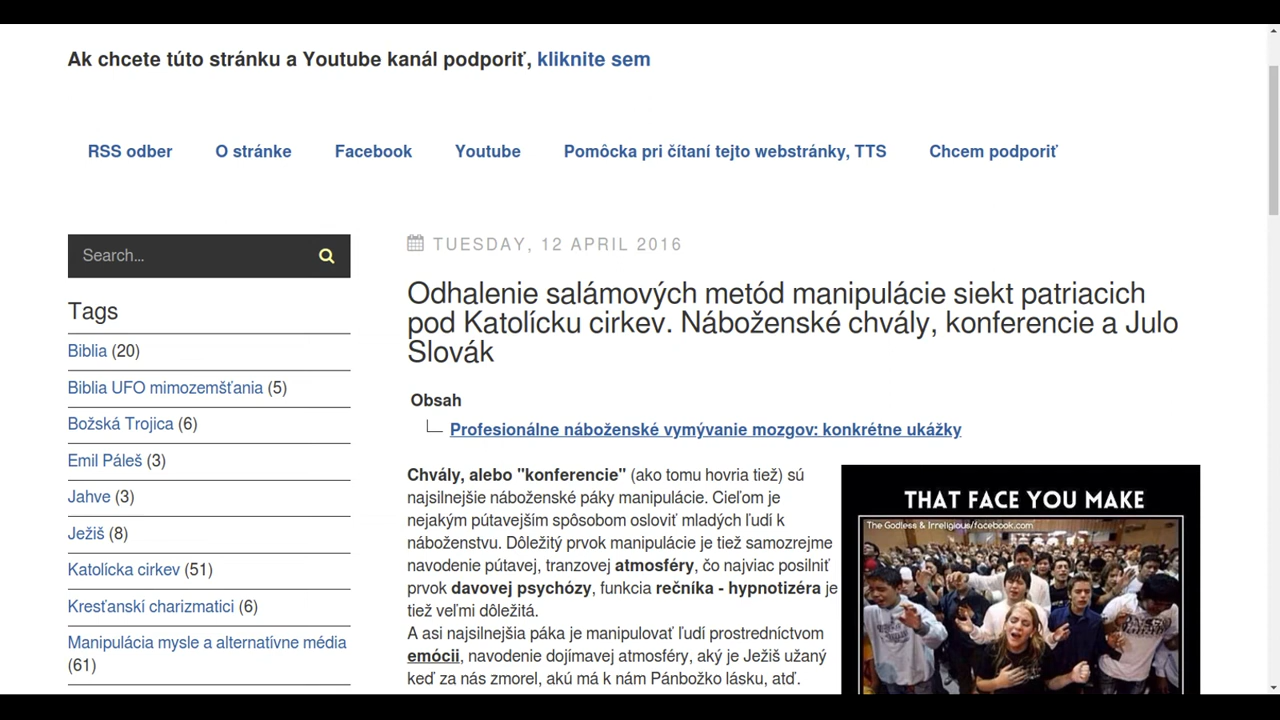 Ak chcete túto stránku a Youtube kanál podporiť, kliknite sem
RSS odber O stránke Facebook Youtube Pomôcka pri čítaní tejto webstránky, TTS Chcem podporiť
Search...
Tags
Biblia (20)
Biblia UFO mimozemšťania (5)
Božská Trojica (6)
Emil Páleš (3)
Jahve (3)
Ježiš (8)
Katolicka cirkev (51)
Kresťanskí charizmatici (6)
Manipulácia mysle a alternatívne média
(61)
TUESDAY, 12 APRIL 2016
Odhalenie salámových metód manipulácie siekt patriacich
pod Katolícku cirkev. Náboženské chvály, konferencie a Julo
Slovák
Obsah
Profesionálne náboženské vymývanie mozgov: konkrétne ukážky
Chvály, alebo "konferencie" (ako tomu hovria tiež) sú
najsilnejšie náboženské páky manipulácie. Cieľom je
nejakým pútavejším spôsobom osloviť mladých ľudí k
náboženstvu. Dôležitý prvok manipulácie je tiež samozrejme
navodenie pútavej, tranzovej atmosféry, čo najviac posilniť
prvok davovej psychózy, funkcia rečníka - hypnotizéra je
tiež veľmi dôležitá.
A asi najsilnejšia páka je manipulovať ľudí prostredníctvom
emócii, navodenie dojímavej atmosféry, aký je Ježiš užaný
keď za nás zmorel, akú má k nám Pánbožko lásku, atď.
THAT FACE YOU MAKE
The Godless & Irreligious/facebook.com